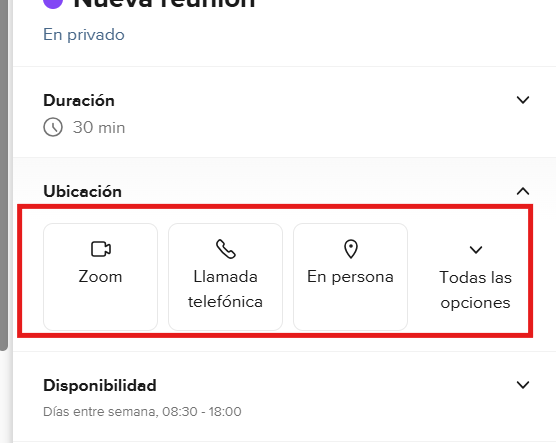 Nueva reunión
En privado
Duración
30 min
Ubicación
Zoom
Llamada
telefónica
En persona
Todas las
opciones
Disponibilidad
Días entre semana, 08:30 - 18:00